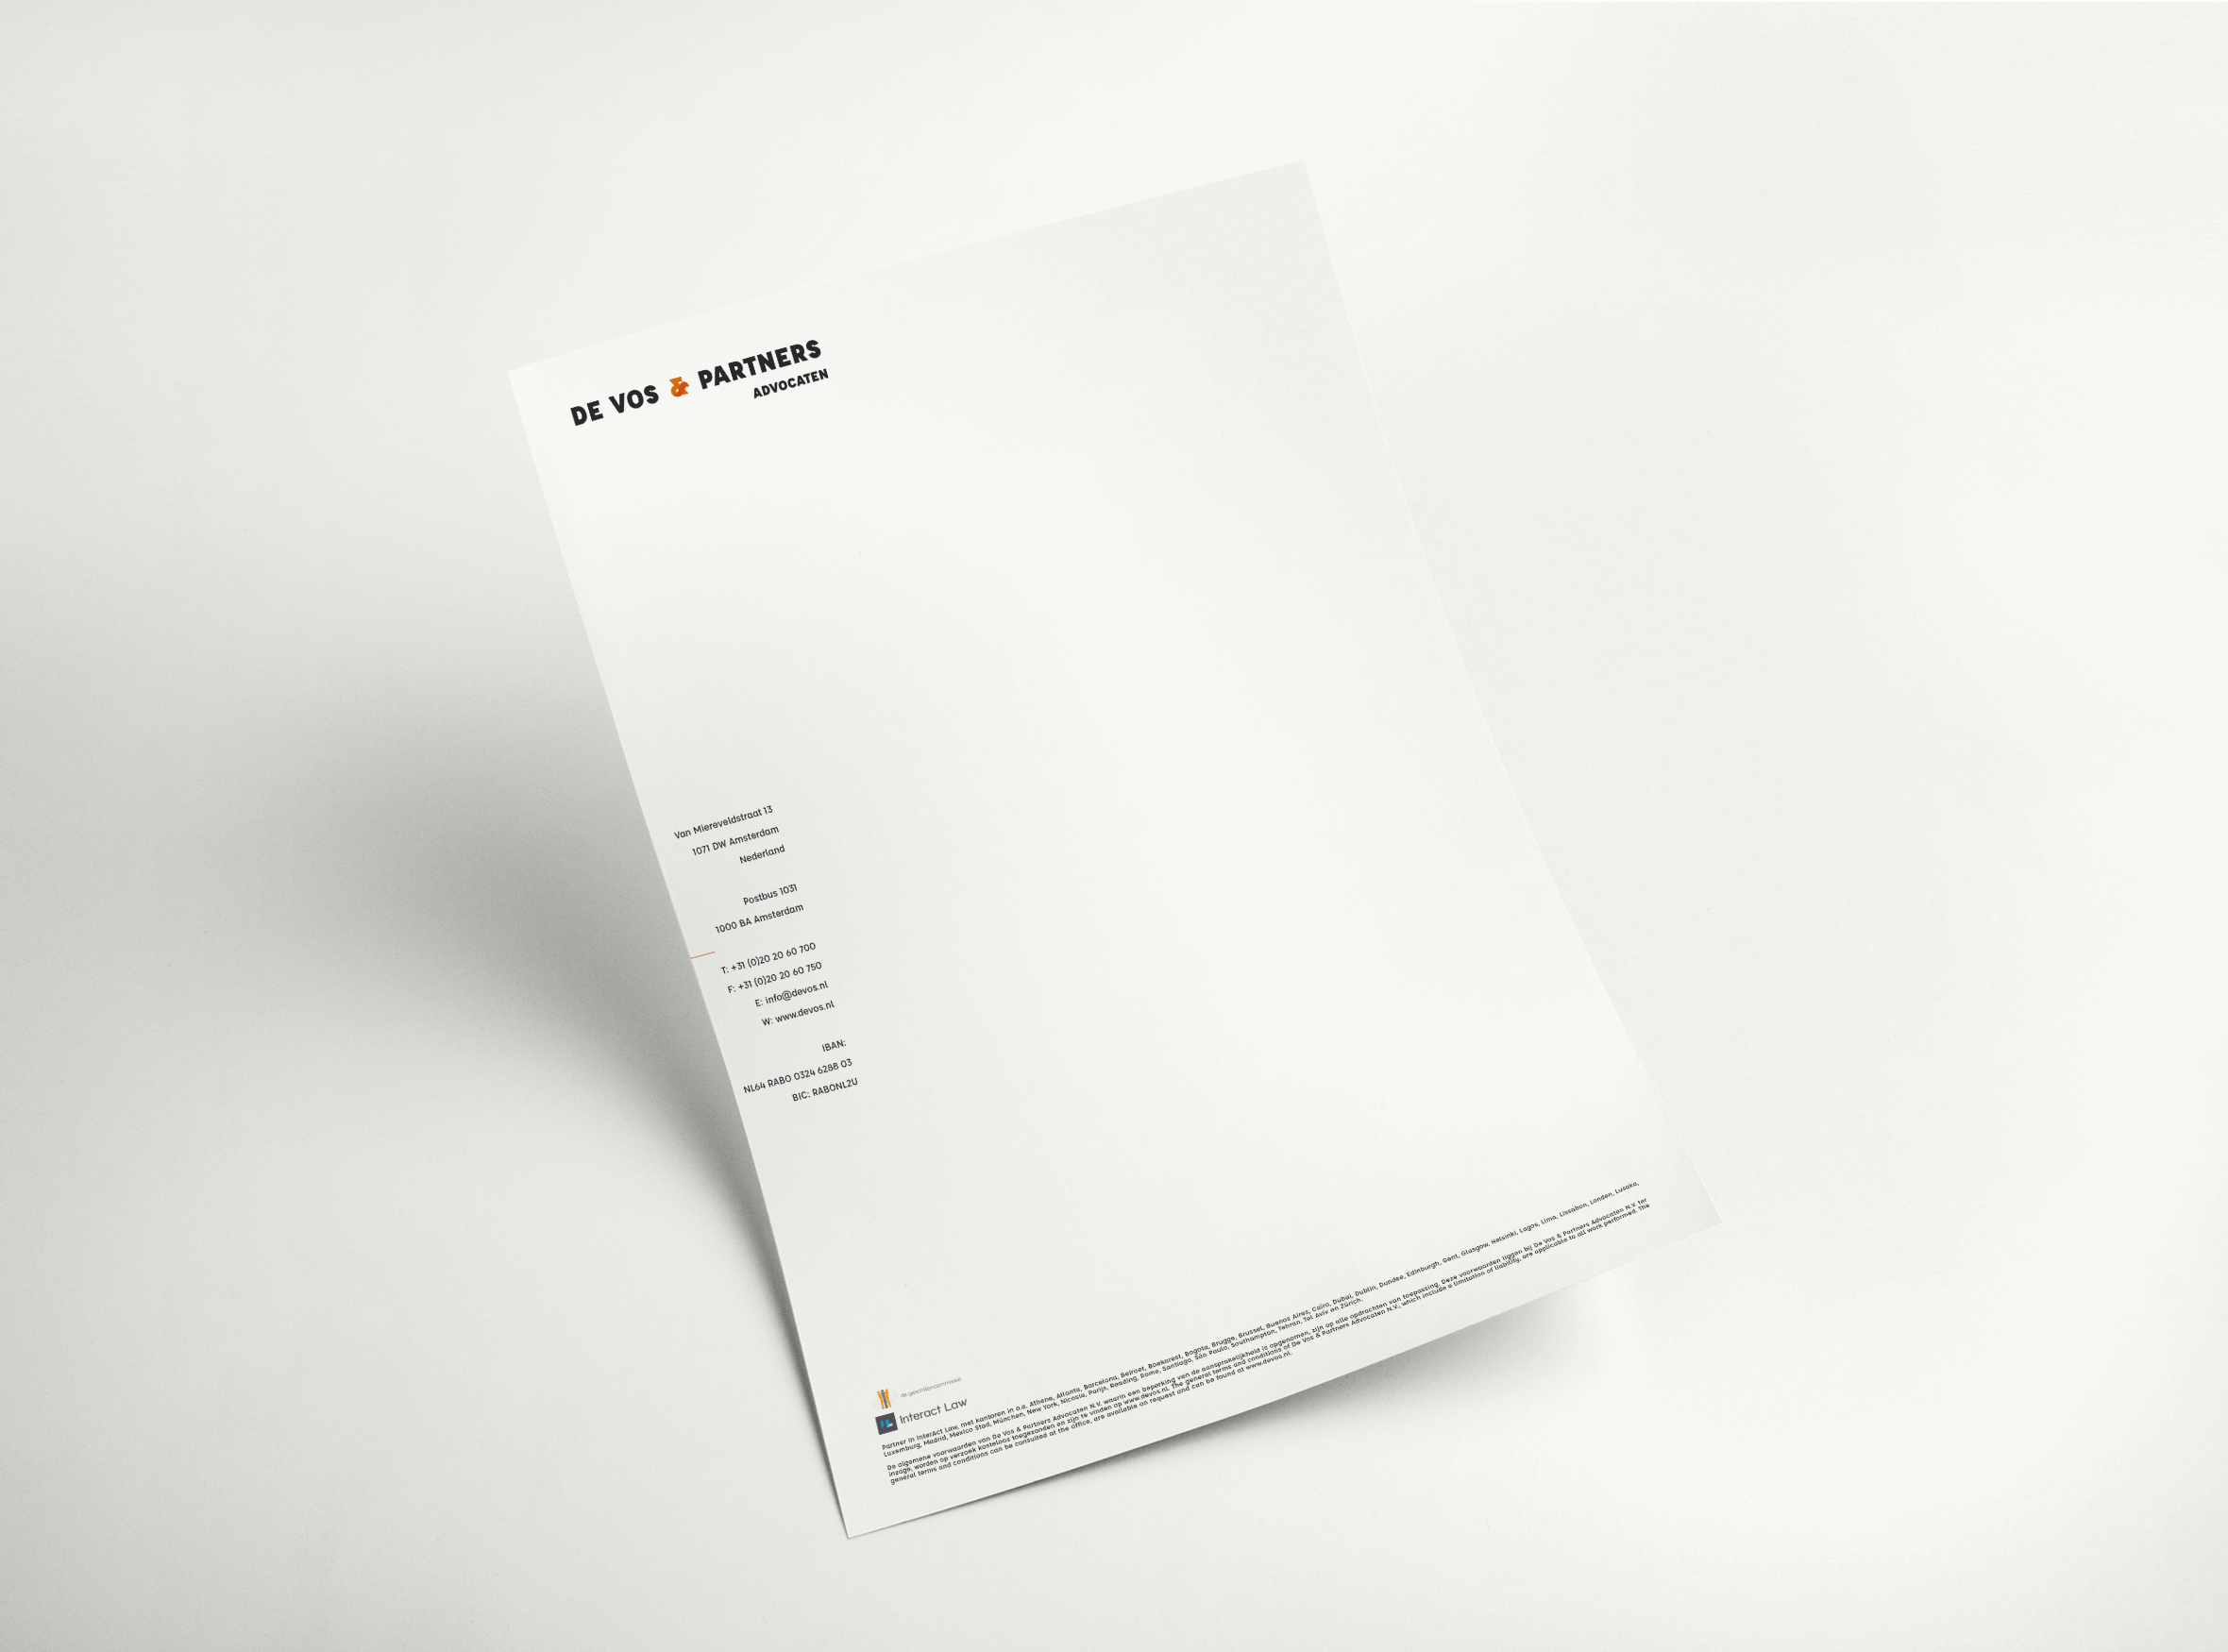 DE VOS & PARTNERS
ADVOCATEN
Van Miereveldstraat 13
1071 DW Amsterdam
Nederland
Postbus 1031
1000 BA Amsterdam
T: +31 (0)20 20 60 700
F: +31 (0)20 20 60 750
E: info@devos.nl
W: www.devos.nl
IBAN:
NL64 RABO 0324 6288 03
BIC: RABONL2U
de geschillencommissie
Interact Law
Partner in InterAct Law, met kantoren in o.a. Athene, Atlanta, Barcelona, Beiroet, Boekarest, Bogota, Brugge, Brussel, Buenos Aires, Cairo, Dubai, Dublin, Dundee, Edinburgh, Gent, Glasgow, Helsinki, Lagos, Lima, Lissabon, Londen, Lusaka,
Luxemburg, Madrid, Mexico Stad, München, New York, Nicosia, Parijs, Reading, Rome, Santiago, São Paulo, Southampton, Tehran, Tel Aviv en Zürich.
De algemene voorwaarden van De Vos & Partners Advocaten N.V. waarin een beperking van de aansprakelijkheid is opgenomen, zijn op alle opdrachten van toepassing. Deze voorwaarden liggen bij De Vos & Partners Advocaten N.V. ter
inzage, worden op verzoek kosteloos toegezonden en zijn te vinden op www.devos.nl. The general terms and conditions of De Vos & Partners Advocaten N.V., which include a limitation of liability, are applicable to all work performed. The
general terms and conditions can be consulted at the office, are available on request and can be found at www.devos.nl.